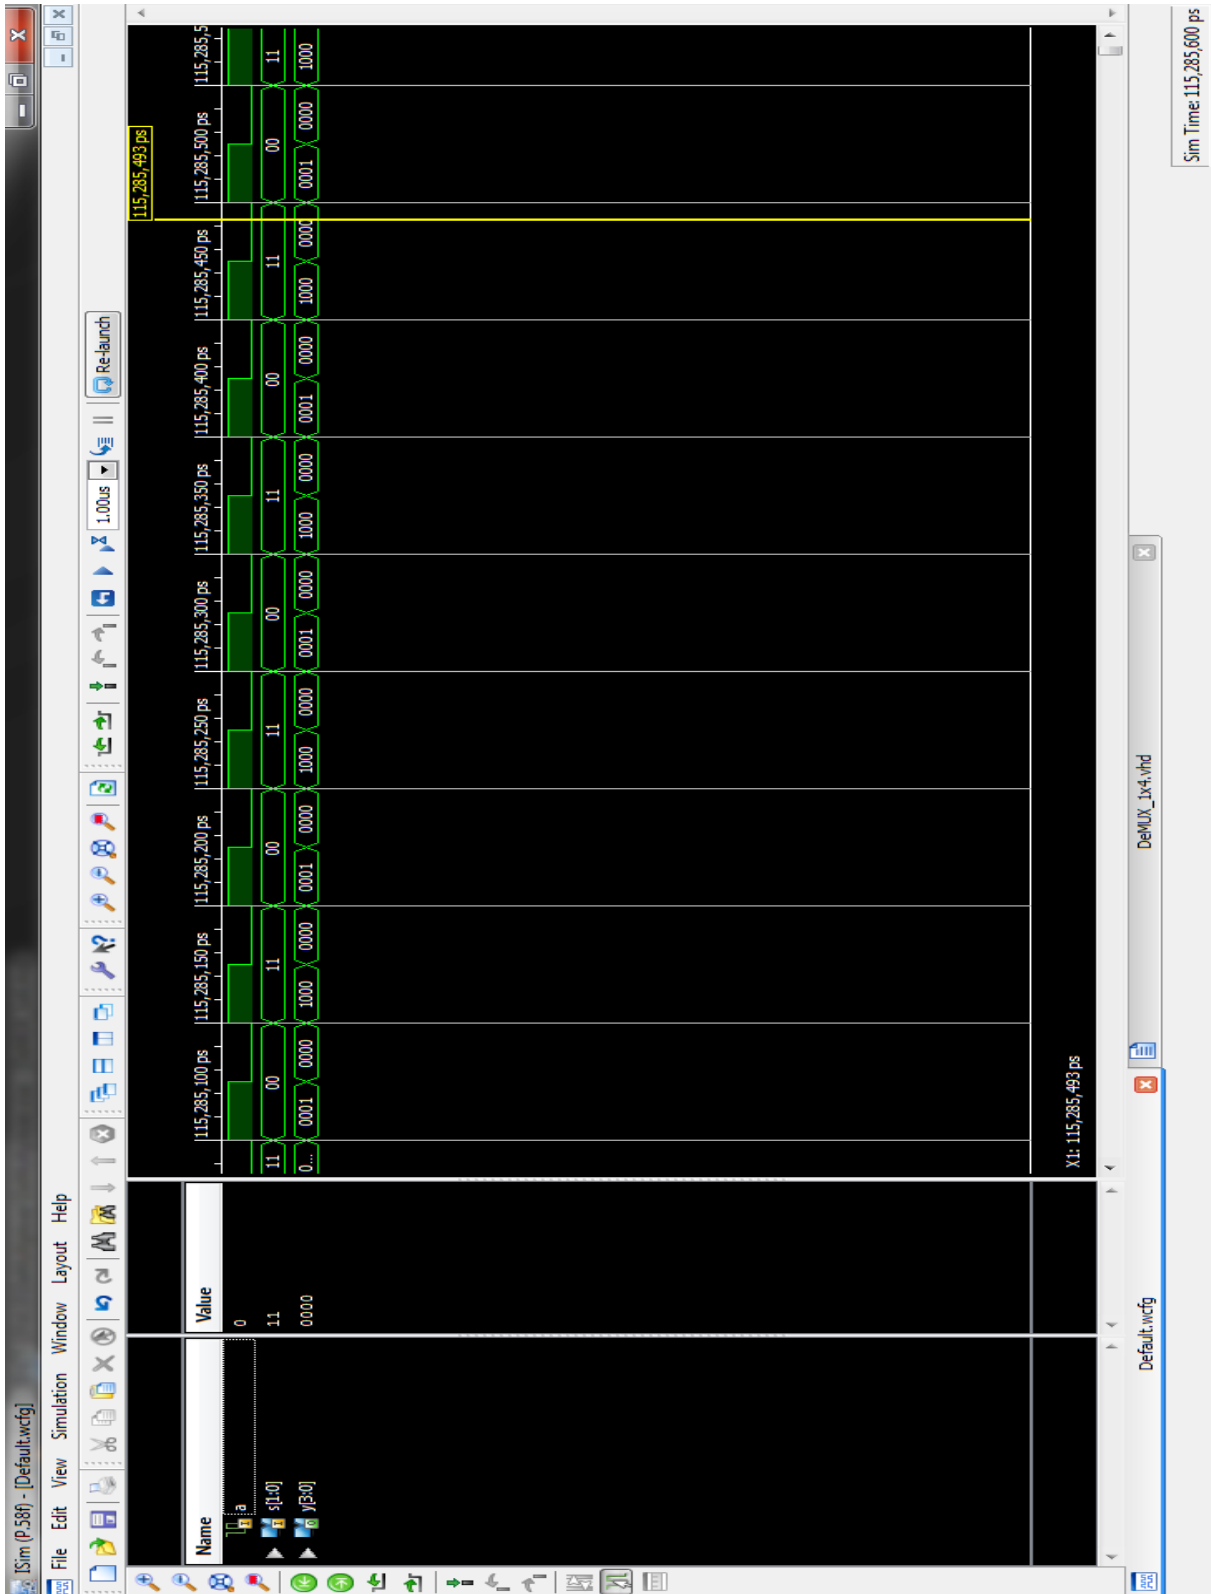 ISim (P.58f) - [Default.wcfg]
File Edit View Simulation Window Layout Help
1.00us Re-launch
115,285,493 ps
Name Value
115,285,100 ps 115,285,150 ps 115,285,200 ps 115,285,250 ps 115,285,300 ps 115,285,350 ps 115,285,400 ps 115,285,450 ps 115,285,500 ps 115,285,5
a 0
s[1:0] 11 11 00 11 00 11 00 11 00 11 00 11
y[3:0] 0000 0... 0001 0000 1000 0000 0001 0000 1000 0000 0001 0000 1000 0000 0001 0000 1000 0000 0001 0000 1000
X1: 115,285,493 ps
Default.wcfg DeMUX_1x4.vhd
Sim Time: 115,285,600 ps